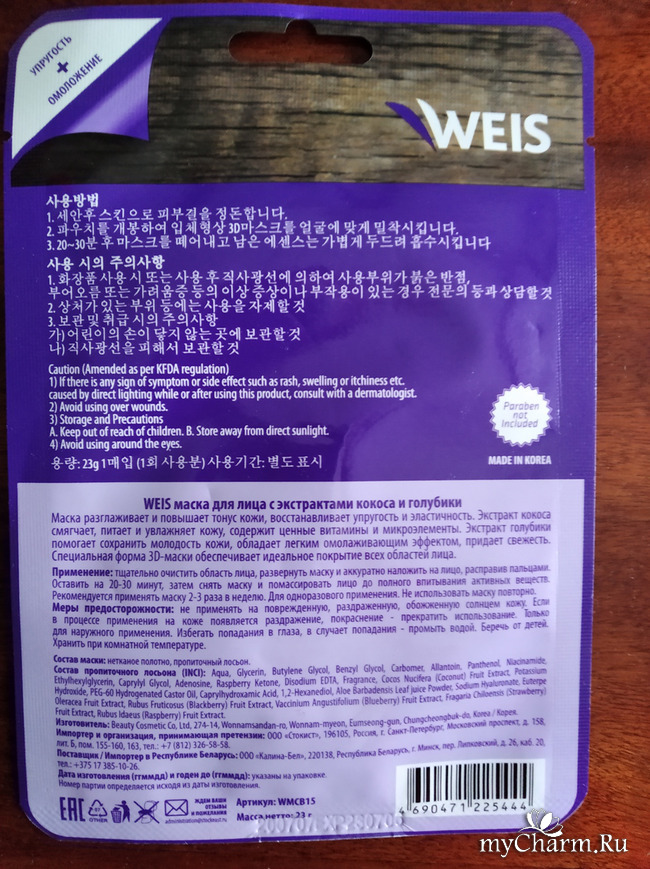 УПРУГОСТЬ
+
ОМОЛОЖЕНИЕ
WEIS
사용방법
1. 세안후 스킨으로 피부결을 정돈합니다.
2. 파우치를 개봉하여 입체형상 3D마스크를 얼굴에 맞게 밀착시킵니다.
3. 20~30분 후 마스크를 떼어내고 남은 에센스는 가볍게 두드려 흡수시킵니다
사용 시의 주의사항
1. 화장품 사용 시 또는 사용 후 직사광선에 의하여 사용부위가 붉은 반점,
부어오름 또는 가려움증 등의 이상 증상이나 부작용이 있는 경우 전문의 등과 상담할 것
2. 상처가 있는 부위 등에는 사용을 자제할 것
3. 보관 및 취급 시의 주의사항
가)어린이의 손이 닿지 않는 곳에 보관할 것
나)직사광선을 피해서 보관할 것
Caution (Amended as per KFDA regulation)
1) If there is any sign of symptom or side effect such as rash, swelling or itchiness etc.
caused by direct lighting while or after using this product, consult with a dermatologist.
2) Avoid using over wounds.
3) Storage and Precautions
A. Keep out of reach of children. B. Store away from direct sunlight.
4) Avoid using around the eyes.
Paraben
not
Included
MADE IN KOREA
용량: 23g 1매입 (1회 사용분) 사용기간: 별도 표시
WEIS маска для лица с экстрактами кокоса и голубики
Маска разглаживает и повышает тонус кожи, восстанавливает упругость и эластичность. Экстракт кокоса
смягчает, питает и увлажняет кожу, содержит ценные витамины и микроэлементы. Экстракт голубики
помогает сохранить молодость кожи, обладает легким омолаживающим эффектом, придает свежесть.
Специальная форма 3D-маски обеспечивает идеальное покрытие всех областей лица.
Применение: тщательно очистить область лица, развернуть маску и аккуратно наложить на лицо, расправив пальцами.
Оставить на 20-30 минут, затем снять маску и помассировать лицо до полного впитывания активных веществ.
Рекомендуется применять маску 2-3 раза в неделю. Для одноразового применения. Не использовать маску повторно.
Меры предосторожности: не применять на поврежденную, раздраженную, обожженную солнцем кожу. Если
в процессе применения на коже появляется раздражение, покраснение - прекратить использование. Только
для наружного применения. Избегать попадания в глаза, в случае попадания - промыть водой. Беречь от детей.
Хранить при комнатной температуре.
Состав маски: нетканое полотно, пропиточный лосьон.
Состав пропиточного лосьона (INCI): Aqua, Glycerin, Butylene Glycol, Benzyl Glycol, Carbomer, Allantoin, Panthenol, Niacinamide,
Ethylhexylglycerin, Caprylyl Glycol, Adenosine, Raspberry Ketone, Disodium EDTA, Fragrance, Cocos Nucifera (Coconut) Fruit Extract, Potassium
Hydroxide, PEG-60 Hydrogenated Castor Oil, Caprylhydroxamic Acid, 1,2-Hexanediol, Aloe Barbadensis Leaf juice Powder, Sodium Hyaluronate, Euterpe
Oleracea Fruit Extract, Rubus Fruticosus (Blackberry) Fruit Extract, Vaccinium Angustifolium (Blueberry) Fruit Extract, Fragaria Chiloensis (Strawberry)
Fruit Extract, Rubus Idaeus (Raspberry) Fruit Extract.
Изготовитель: Beauty Cosmetic Co, Ltd, 274-14, Wonnamsandan-ro, Wonnam-myeon, Eumseong-gun, Chungcheongbuk-do, Korea / Корея.
Импортер и организация, принимающая претензии: ООО «Стокист», 196105, Россия, г. Санкт-Петербург, Московский проспект, д. 158,
лит. Б, пом. 155-160, 163, тел.: +7 (812) 326-58-58.
Поставщик / Импортер в Республике Беларусь: ООО «Калина-Бел», 220138, Республика Беларусь, г. Минск, пер. Липковский, д. 26, каб. 20,
тел.: +375 17 385-10-26.
Дата изготовления (ггммдд) и годен до (ггммдд): указаны на упаковке.
Номер партии определяется исходя из даты изготовления.
EAC
OTHER
ЖДЕМ ВАШИ
ОТЗЫВЫ
И ПОЖЕЛАНИЯ
Артикул: WMCB15
Масса нетто: 23 г
4 690471 225444
myCharm.Ru